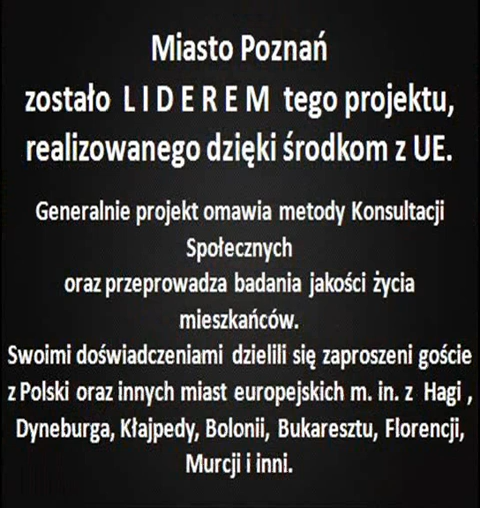 Miasto Poznań
zostało L I D E R E M tego projektu,
realizowanego dzięki środkom z UE.
Generalnie projekt omawia metody Konsultacji
Społecznych
oraz przeprowadza badania jakości życia
mieszkańców.
Swoimi doświadczeniami dzielili się zaproszeni goście
z Polski oraz innych miast europejskich m. in. z Hagi ,
Dyneburga, Kłajpedy, Bolonii, Bukaresztu, Florencji,
Murcji i inni.